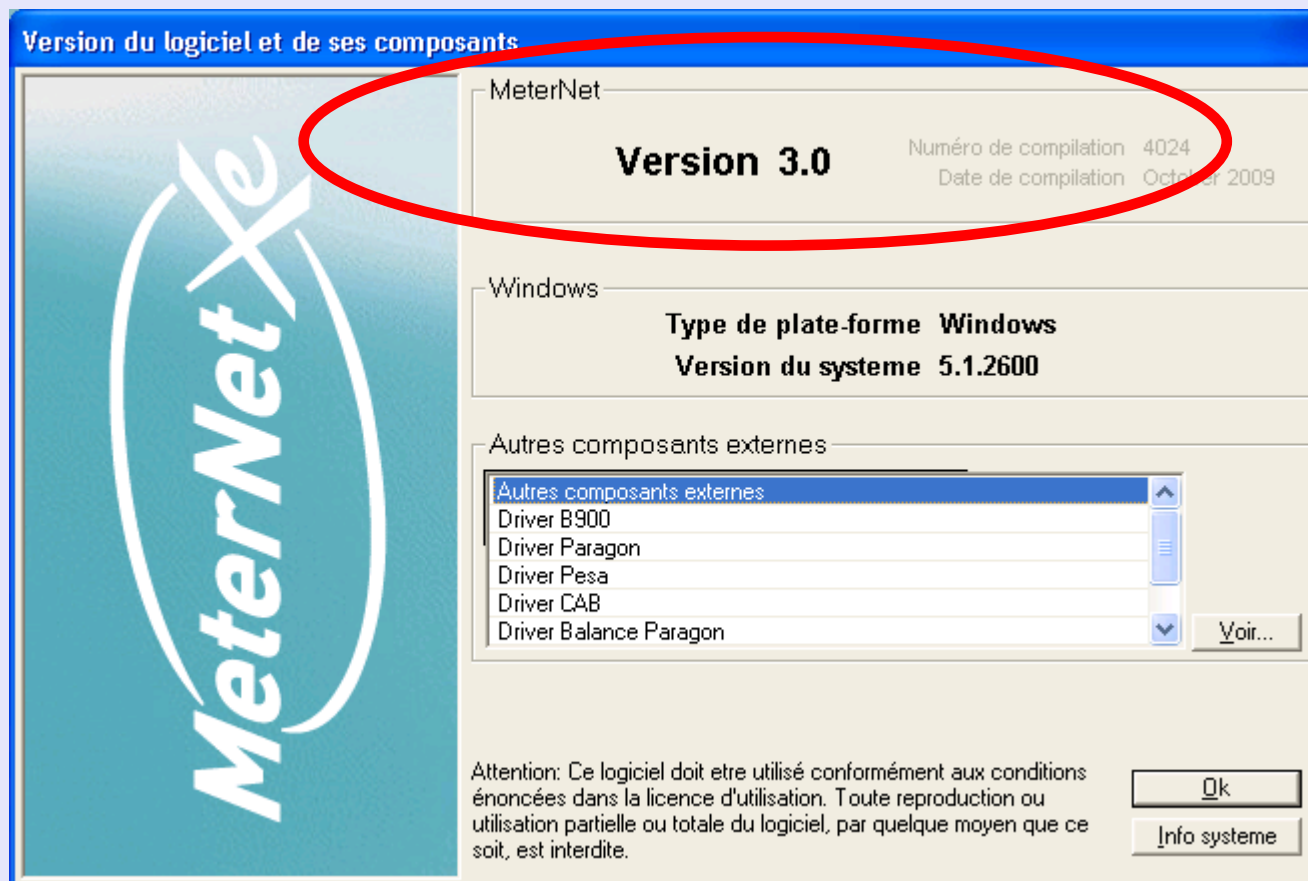 Version du logiciel et de ses composants
MeterNet Xe
MeterNet
Version 3.0
Numéro de compilation 4024
Date de compilation October 2009
Windows
Type de plate-forme Windows
Version du systeme 5.1.2600
Autres composants externes
Autres composants externes
Driver B900
Driver Paragon
Driver Pesa
Driver CAB
Driver Balance Paragon
Voir...
Attention: Ce logiciel doit etre utilisé conformément aux conditions
énoncées dans la licence d'utilisation. Toute reproduction ou
utilisation partielle ou totale du logiciel, par quelque moyen que ce
soit, est interdite.
Ok
Info systeme